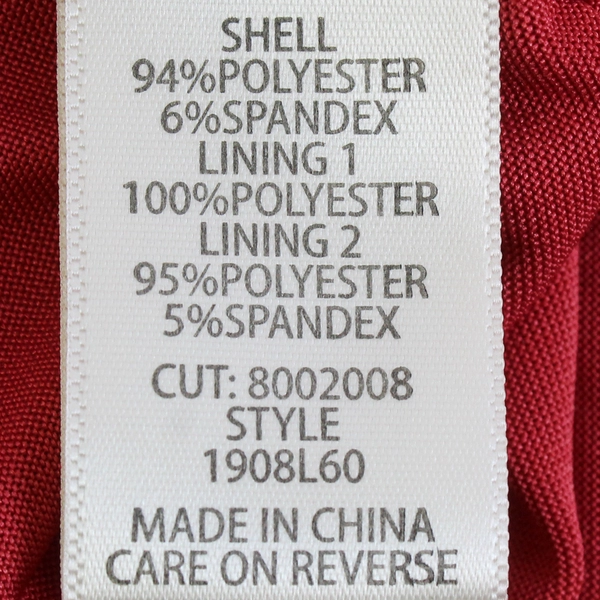 SHELL
94%POLYESTER
6%SPANDEX
LINING 1
100%POLYESTER
LINING 2
95%POLYESTER
5%SPANDEX
CUT: 8002008
STYLE
1908L60
MADE IN CHINA
CARE ON REVERSE